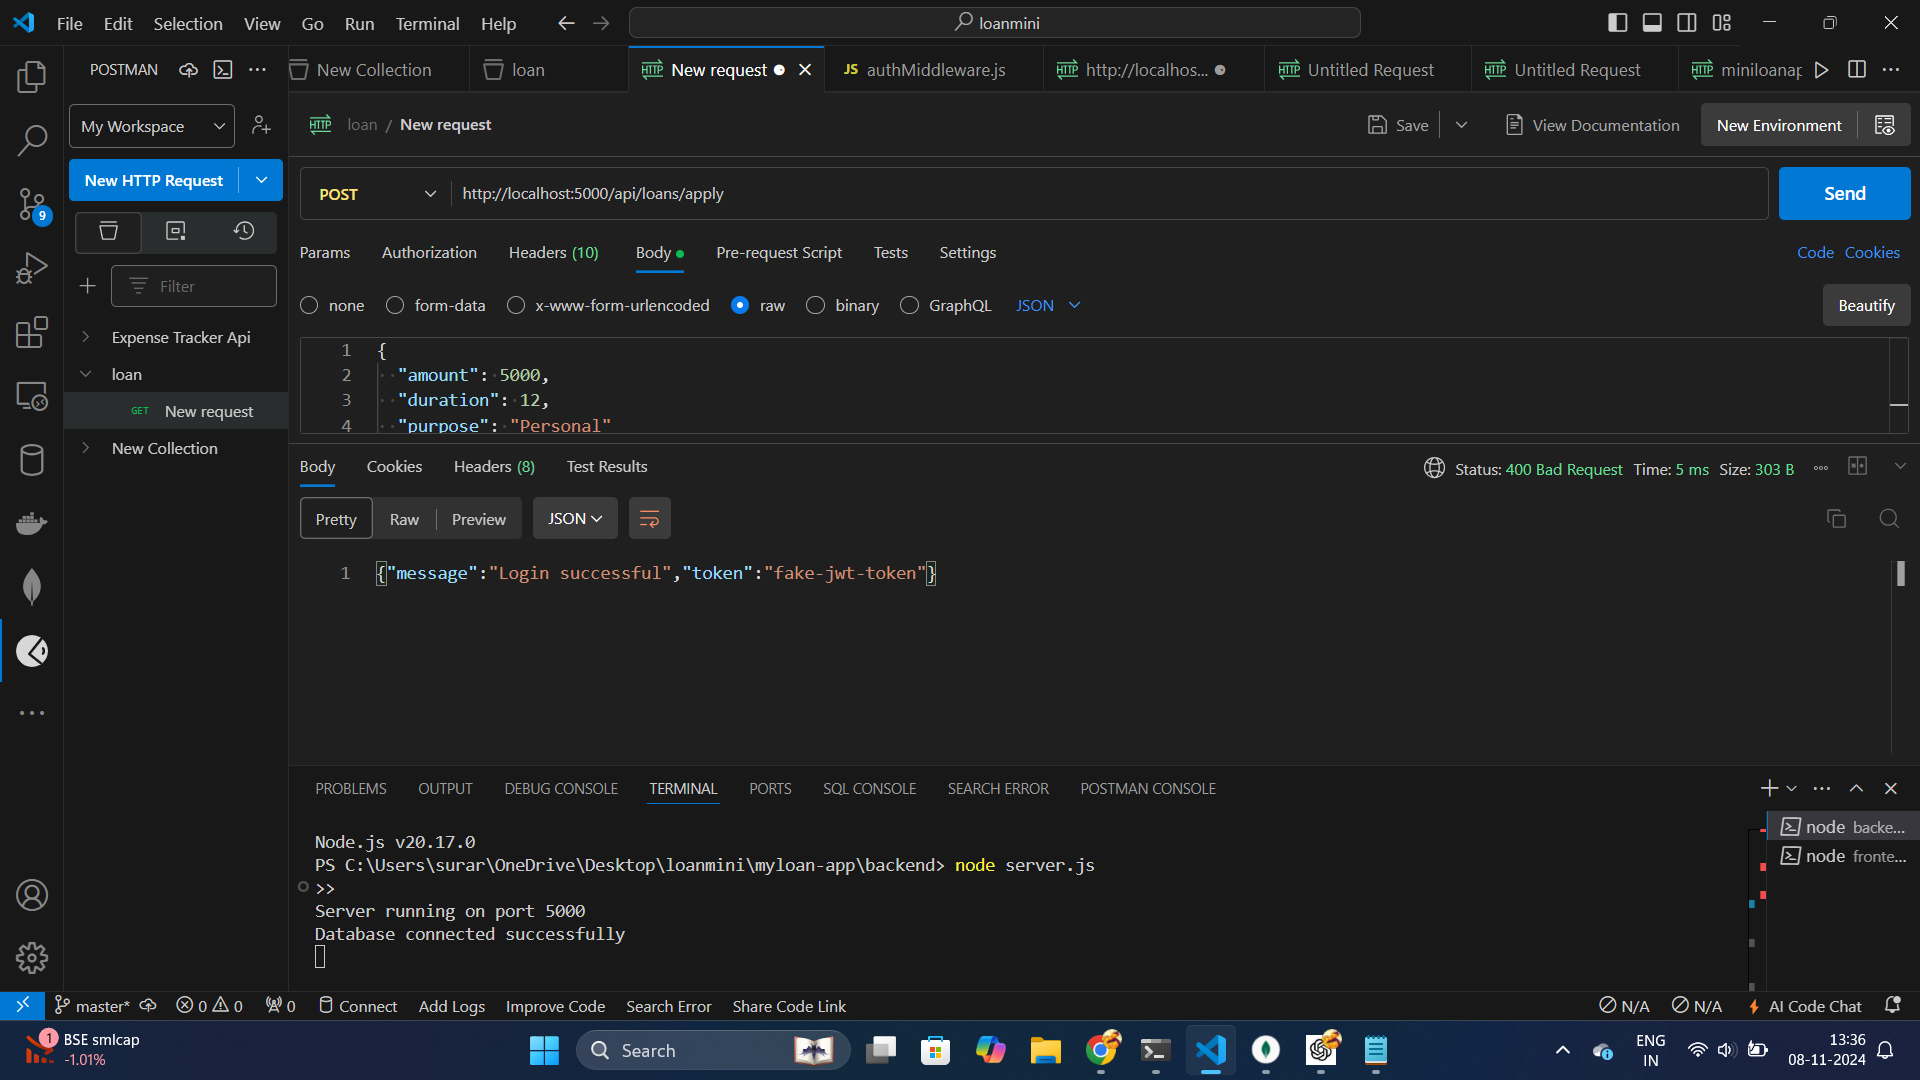 File Edit Selection View Go Run Terminal Help
loanmini
POSTMAN
New Collection
loan
New request
JS authMiddleware.js
HTTP http://localhos...
HTTP Untitled Request
HTTP Untitled Request
HTTP miniloanap
My Workspace
HTTP loan / New request
Save
View Documentation
New Environment
New HTTP Request
POST
http://localhost:5000/api/loans/apply
Send
9
Params Authorization Headers (10) Body Pre-request Script Tests Settings
Code Cookies
Filter
none form-data x-www-form-urlencoded raw binary GraphQL JSON
Beautify
Expense Tracker Api
loan
GET New request
New Collection
1 {
2 "amount": 5000,
3 "duration": 12,
4 "purpose": "Personal"
Body Cookies Headers (8) Test Results
Status: 400 Bad Request Time: 5 ms Size: 303 B
Pretty Raw Preview JSON
1 {"message":"Login successful","token":"fake-jwt-token"}
PROBLEMS OUTPUT DEBUG CONSOLE TERMINAL PORTS SQL CONSOLE SEARCH ERROR POSTMAN CONSOLE
Node.js v20.17.0
PS C:\Users\surar\OneDrive\Desktop\loanmini\myloan-app\backend> node server.js
>>
Server running on port 5000
Database connected successfully
node backe...
node fronte...
master* 0 0 0 Connect Add Logs Improve Code Search Error Share Code Link
N/A N/A AI Code Chat
1 BSE smlcap
-1.01%
Search
ENG
IN
13:36
08-11-2024